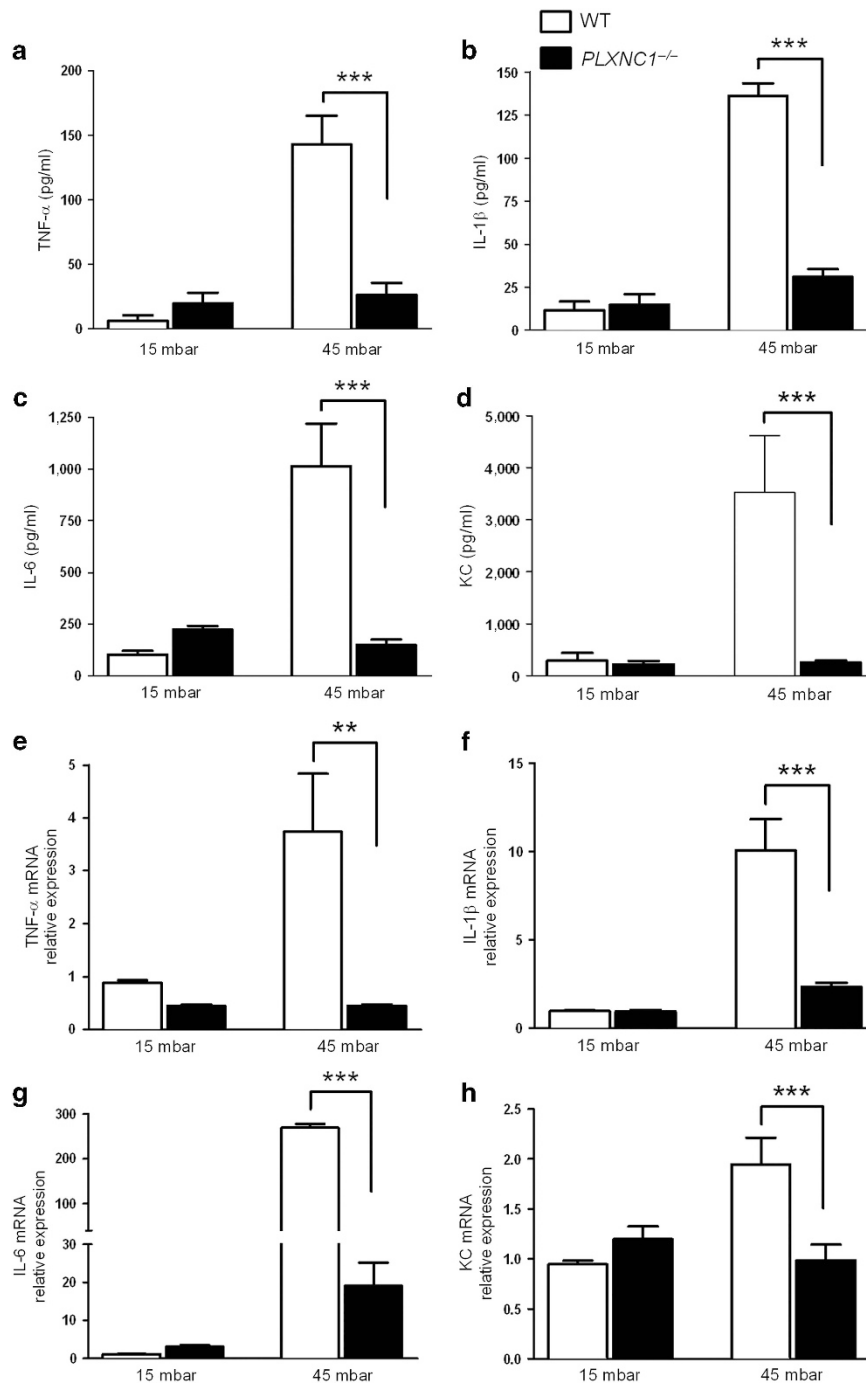 WT
PLXNC1–/–
a
***
200
150
100
50
25
0
TNF-α (pg/ml)
15 mbar
45 mbar
b
***
150
125
100
75
50
25
0
IL-1β (pg/ml)
15 mbar
45 mbar
c
***
1,250
1,000
750
500
250
0
IL-6 (pg/ml)
15 mbar
45 mbar
d
***
5,000
4,000
3,000
2,000
1,000
0
KC (pg/ml)
15 mbar
45 mbar
e
**
5
4
3
2
1
0
TNF-α mRNA
relative expression
15 mbar
45 mbar
f
***
15
10
5
0
IL-1β mRNA
relative expression
15 mbar
45 mbar
g
***
300
200
100
30
20
10
0
IL-6 mRNA
relative expression
15 mbar
45 mbar
h
***
2.5
2.0
1.5
1.0
0.5
0.0
KC mRNA
relative expression
15 mbar
45 mbar